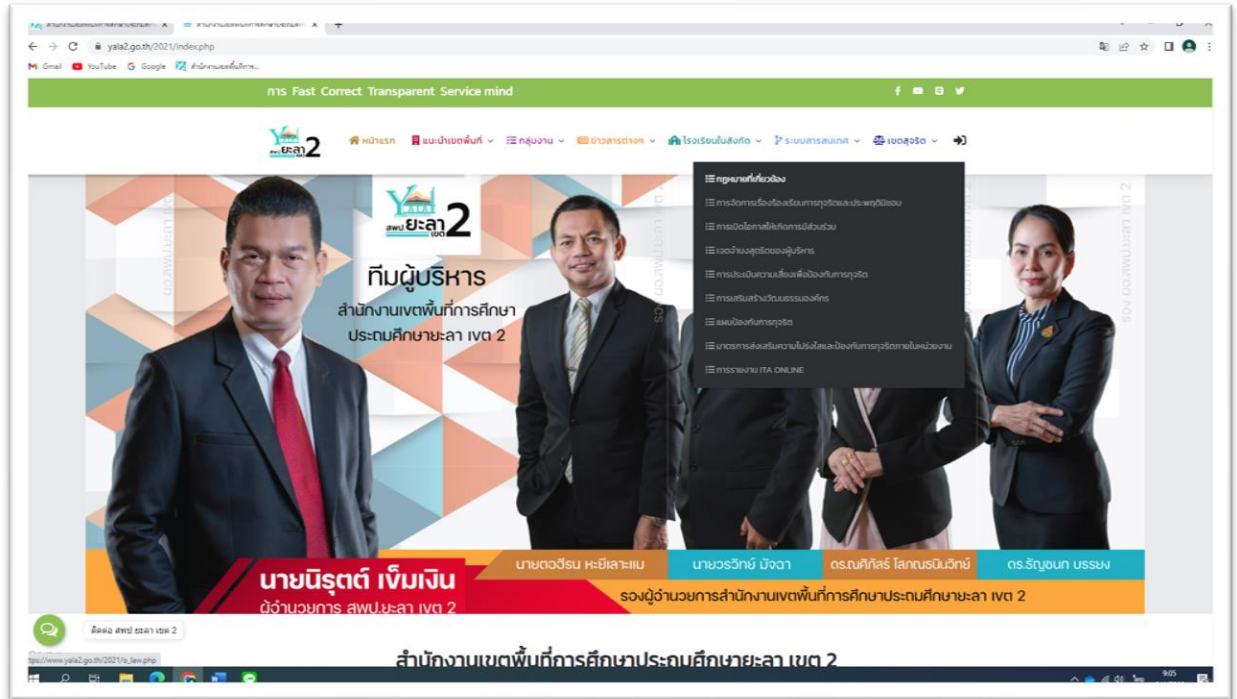 yala2.go.th/2021/index.php
Gmail YouTube Google สำนักงานเขตพื้นที่การ...
การ Fast Correct Transparent Service mind
Yala
สพป.ยะลา 2
เขต
หน้าแรก แนะนำเขตพื้นที่ กลุ่มงาน ข่าวสารต่างๆ โรงเรียนในสังกัด ระบบสารสนเทศ เขตสุจริต
กฎหมายที่เกี่ยวข้อง
การจัดการเรื่องร้องเรียนการทุจริตและประพฤติมิชอบ
การเปิดโอกาสให้เกิดการมีส่วนร่วม
เจตจำนงสุตริตของผู้บริหาร
การประเมินความเสี่ยงเพื่อป้องกันการทุจริต
การเสริมสร้างวัฒนธรรมองค์กร
แผนป้องกันการทุจริต
มาตรการส่งเสริมความโปร่งใสและป้องกันการทุจริตภายในหน่วยงาน
การรายงาน ITA ONLINE
Yala
สพป.ยะลา 2
เขต
ทีมผู้บริหาร
สำนักงานเขตพื้นที่การศึกษา
ประถมศึกษายะลา เขต 2
นายนิรุตต์ เข็มเงิน
ผู้อำนวยการ สพป.ยะลา เขต 2
นายวรวิทย์ มัจฉา
ดร.ธัญชนก บรรยง
รองผู้อำนวยการสำนักงานเขตพื้นที่การศึกษาประถมศึกษายะลา เขต 2
ติดต่อ สพป.ยะลา เขต 2
สำนักงานเขตพื้นที่การศึกษาประถมศึกษายะลา เขต 2
https://www.yala2.go.th/2021/o_law.php
9:05